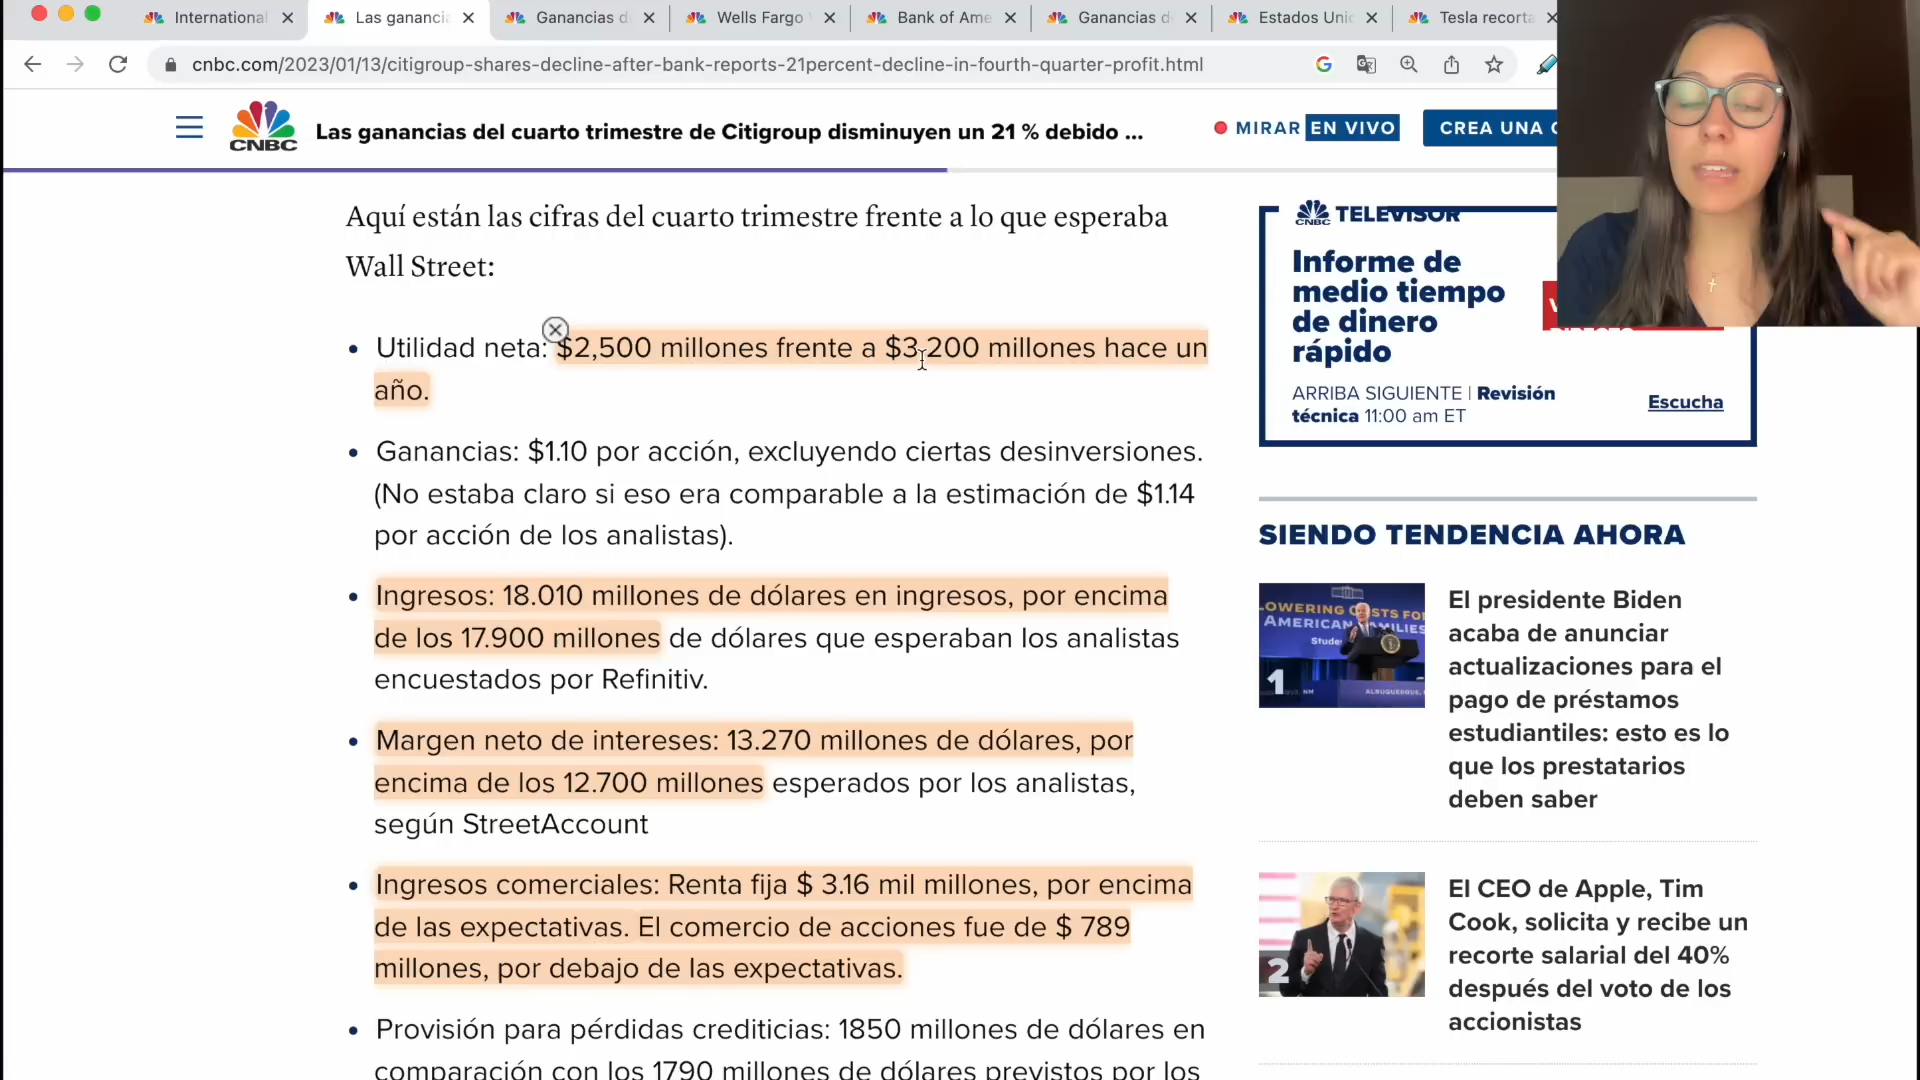 International
Las ganancia
Ganancias d
Wells Fargo
Bank of Ame
Ganancias d
Estados Uni
Tesla recorta
cnbc.com/2023/01/13/citigroup-shares-decline-after-bank-reports-21percent-decline-in-fourth-quarter-profit.html
CNBC
Las ganancias del cuarto trimestre de Citigroup disminuyen un 21 % debido ...
MIRAR EN VIVO
CREA UNA
Aquí están las cifras del cuarto trimestre frente a lo que esperaba
Wall Street:
Utilidad neta: $2,500 millones frente a $3,200 millones hace un
año.
Ganancias: $1.10 por acción, excluyendo ciertas desinversiones.
(No estaba claro si eso era comparable a la estimación de $1.14
por acción de los analistas).
Ingresos: 18.010 millones de dólares en ingresos, por encima
de los 17.900 millones de dólares que esperaban los analistas
encuestados por Refinitiv.
Margen neto de intereses: 13.270 millones de dólares, por
encima de los 12.700 millones esperados por los analistas,
según StreetAccount
Ingresos comerciales: Renta fija $ 3.16 mil millones, por encima
de las expectativas. El comercio de acciones fue de $ 789
millones, por debajo de las expectativas.
Provisión para pérdidas crediticias: 1850 millones de dólares en
comparación con los 1790 millones de dólares previstos por los
CNBC TELEVISOR
Informe de
medio tiempo
de dinero
rápido
ARRIBA SIGUIENTE | Revisión
técnica 11:00 am ET
Escucha
SIENDO TENDENCIA AHORA
LOWERING COSTS FO
AMERICAN FAMILIES
Stude
1
NM
ALBUQUERQUE,
El presidente Biden
acaba de anunciar
actualizaciones para el
pago de préstamos
estudiantiles: esto es lo
que los prestatarios
deben saber
2
El CEO de Apple, Tim
Cook, solicita y recibe un
recorte salarial del 40%
después del voto de los
accionistas